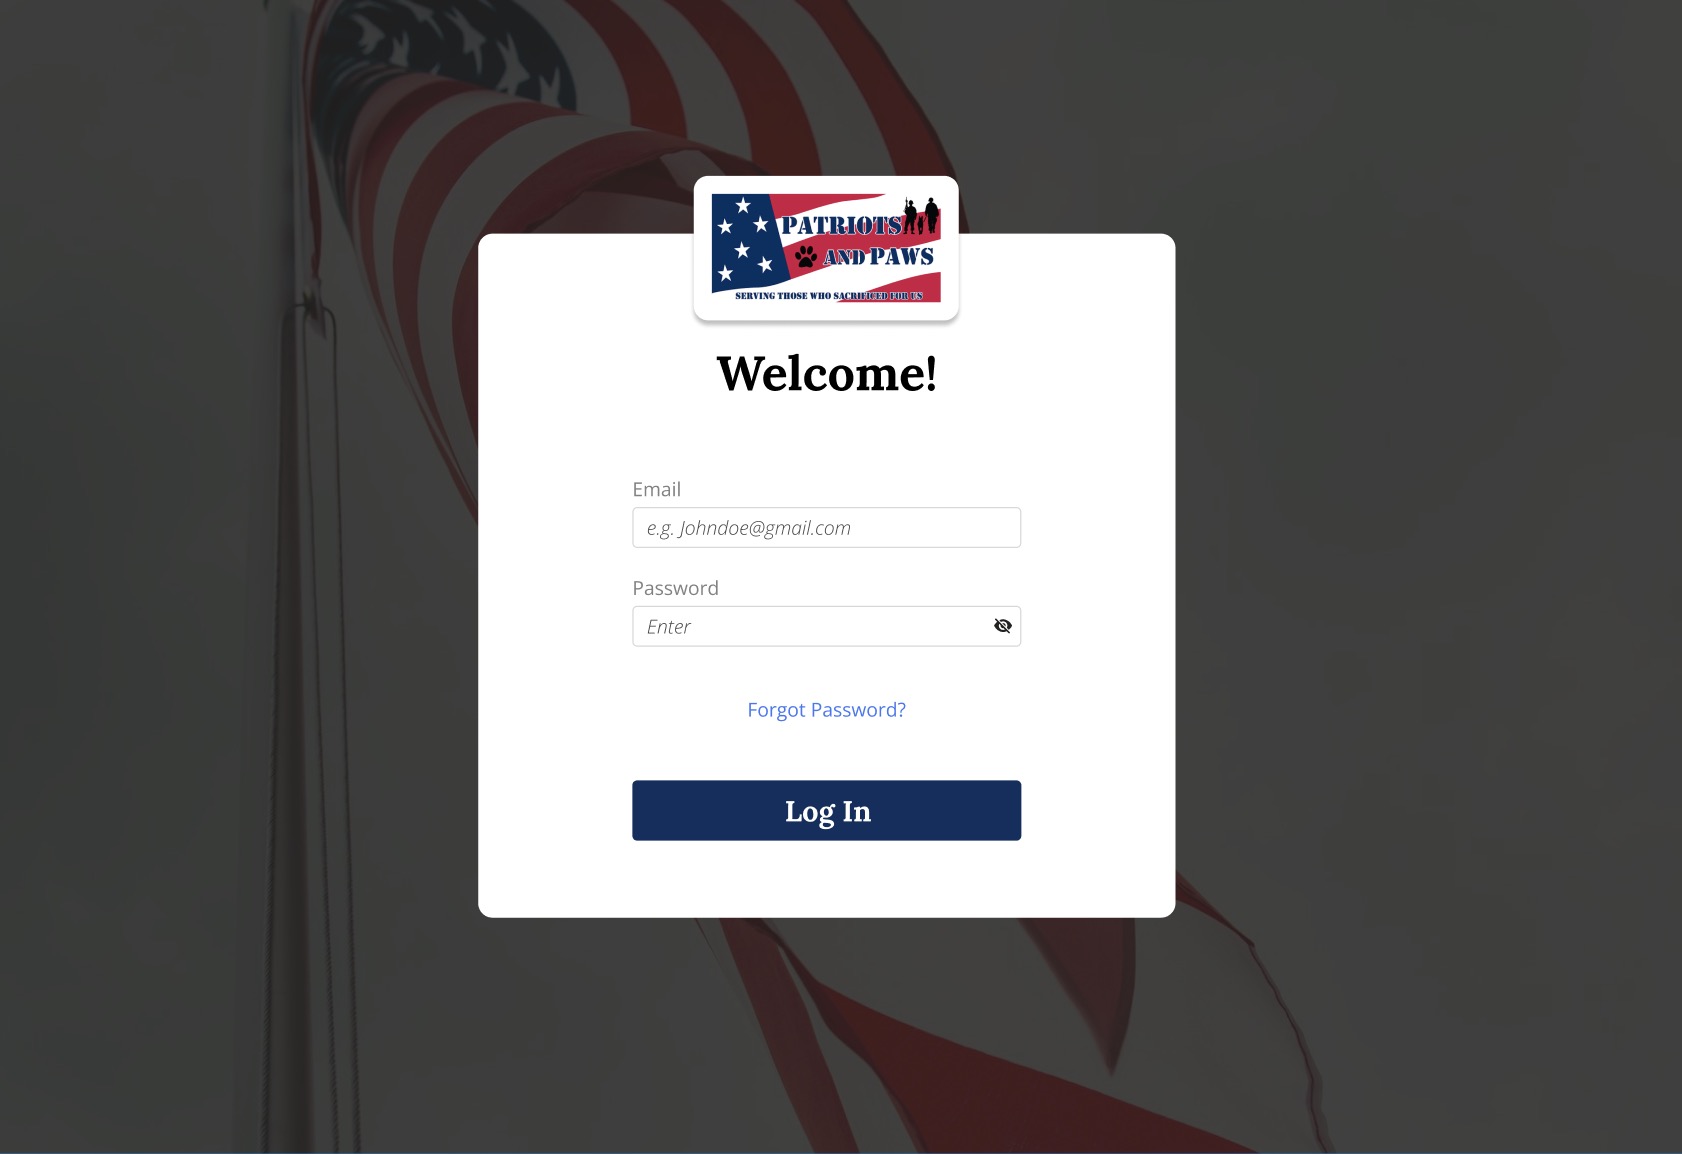 PATRIOTS
AND PAWS
SERVING THOSE WHO SACRIFICED FOR US
Welcome!
Email
e.g. Johndoe@gmail.com
Password
Enter
Forgot Password?
Log In